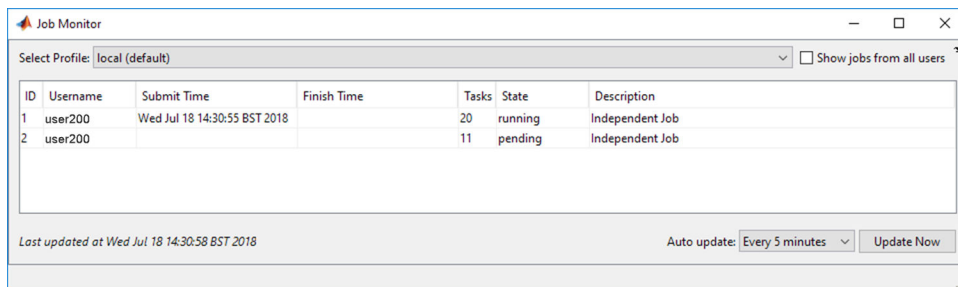 Job Monitor
Select Profile: local (default) Show jobs from all users
ID Username Submit Time Finish Time Tasks State Description
1 user200 Wed Jul 18 14:30:55 BST 2018 20 running Independent Job
2 user200 11 pending Independent Job
Last updated at Wed Jul 18 14:30:58 BST 2018 Auto update: Every 5 minutes Update Now